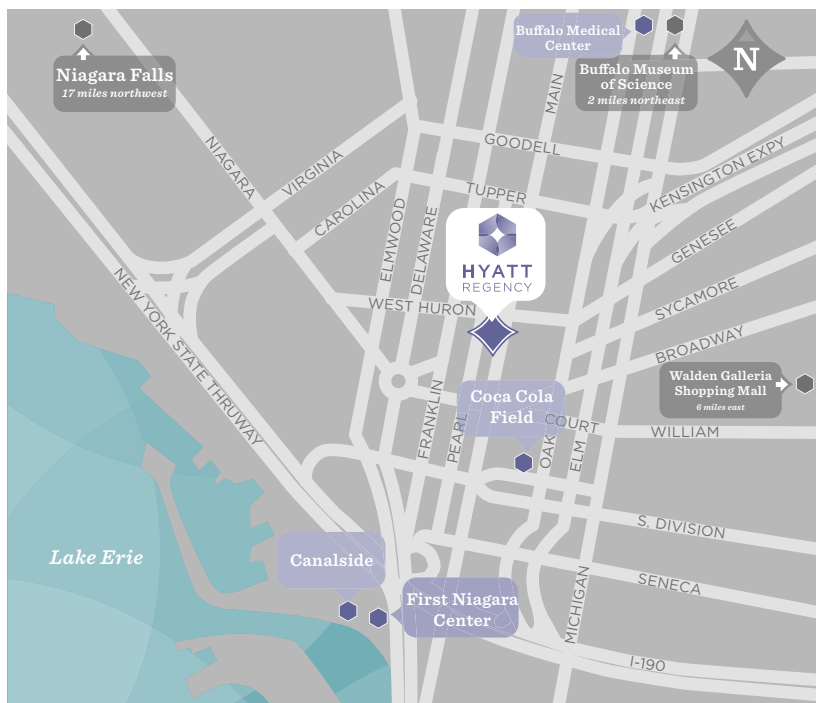 Buffalo Medical
Center
Niagara Falls
17 miles northwest
Buffalo Museum
of Science
2 miles northeast
N
MAIN
GOODELL
KENSINGTON EXPY
NIAGARA
VIRGINIA
CAROLINA
TUPPER
ELMWOOD
DELAWARE
GENESEE
HYATT
REGENCY
NEW YORK STATE THRUWAY
WEST HURON
SYCAMORE
BROADWAY
Walden Galleria
Shopping Mall
6 miles east
FRANKLIN
PEARL
Coca Cola
Field
COURT
OAK
ELM
WILLIAM
S. DIVISION
Lake Erie
Canalside
SENECA
First Niagara
Center
MICHIGAN
I-190